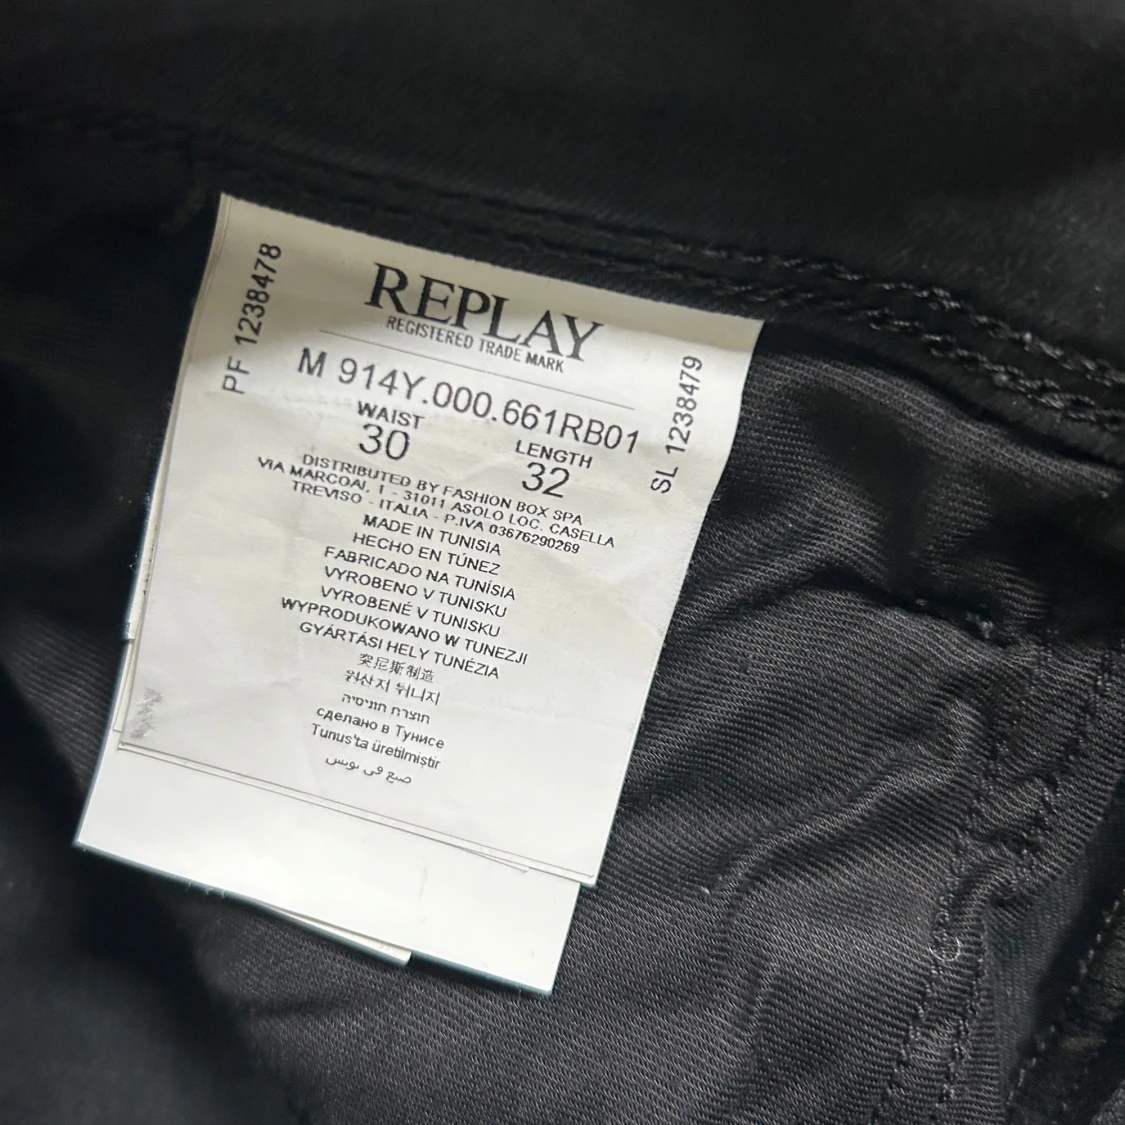 REPLAY
REGISTERED TRADE MARK
PF 1238478
M 914Y.000.661RB01
SL 1238479
WAIST LENGTH
30 32
DISTRIBUTED BY FASHION BOX SPA
VIA MARCOAI, 1 - 31011 ASOLO LOC. CASELLA
TREVISO - ITALIA - P.IVA 03676290269
MADE IN TUNISIA
HECHO EN TÚNEZ
FABRICADO NA TUNÍSIA
VYROBENO V TUNISKU
VYROBENÉ V TUNISKU
WYPRODUKOWANO W TUNEZJI
GYÁRTÁSI HELY TUNÉZIA
突尼斯制造
원산지 튀니지
תוצרת תוניסיה
сделано в Тунисе
Tunus'ta üretilmiştir
صنع في تونس